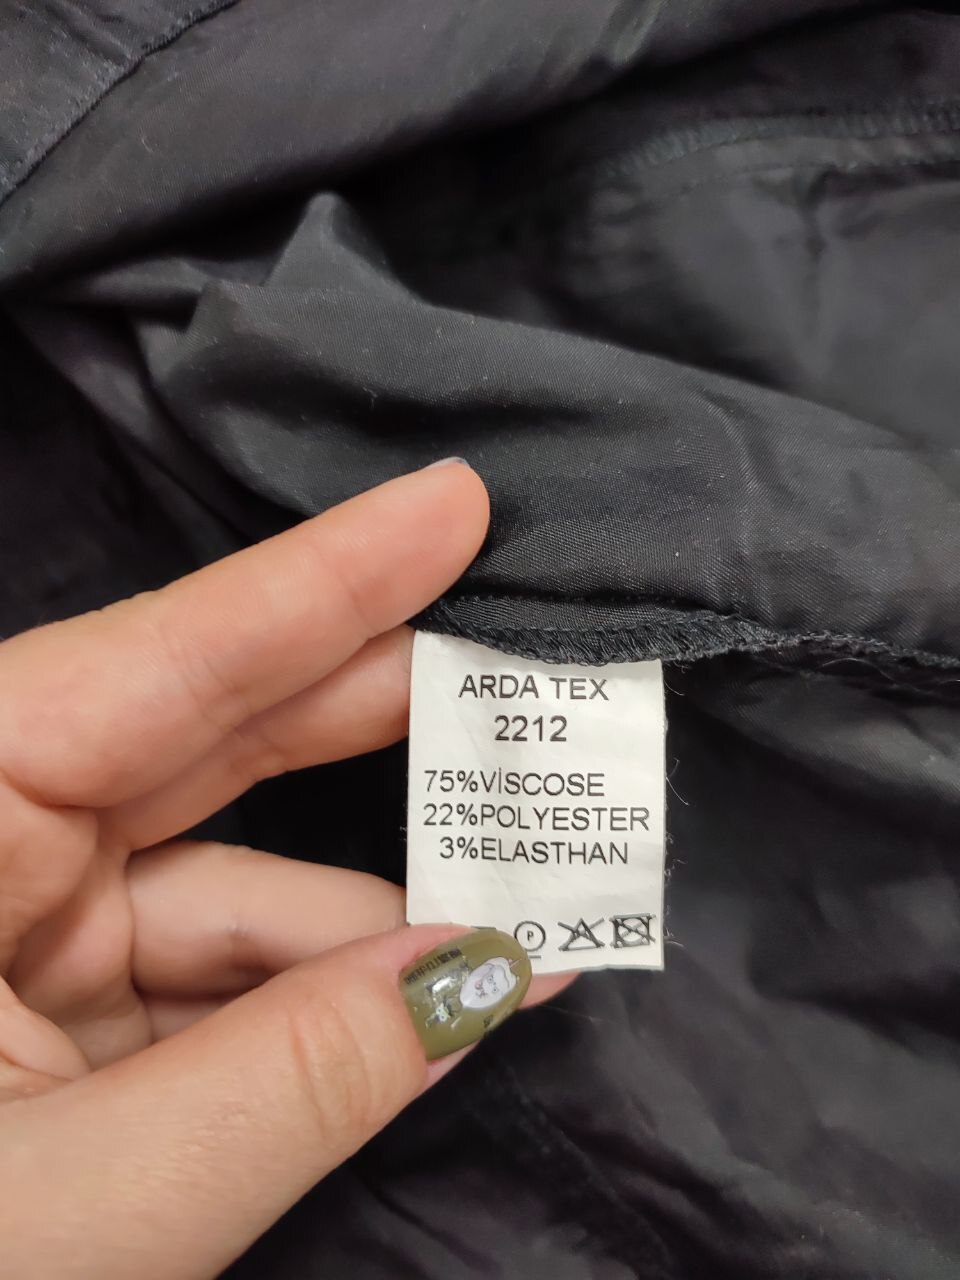 ARDA TEX
2212
75%VİSCOSE
22%POLYESTER
3%ELASTHAN
P